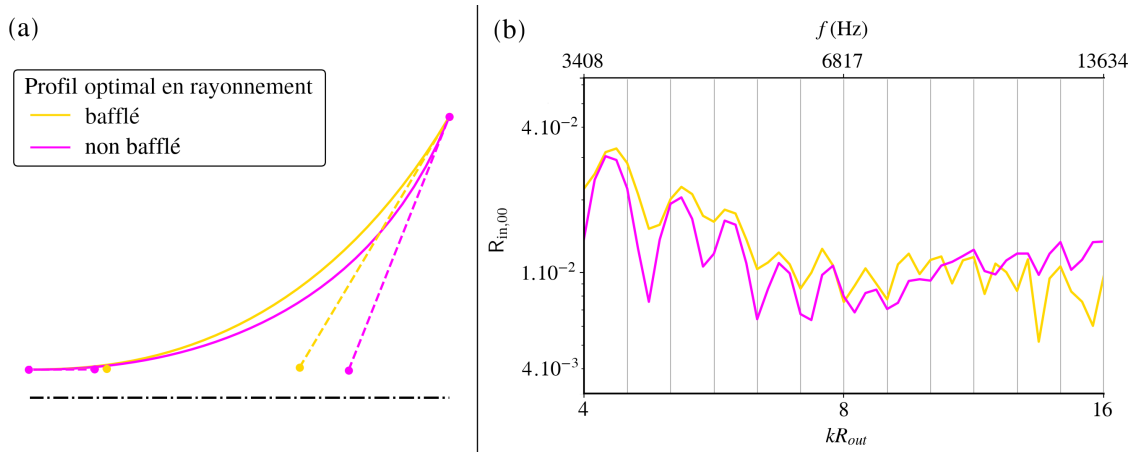 (a)
Profil optimal en rayonnement
bafflé
non bafflé
(b)
f (Hz)
3408 6817 13634
R_in,00
4.10⁻²
1.10⁻²
4.10⁻³
4 8 16
kR_out